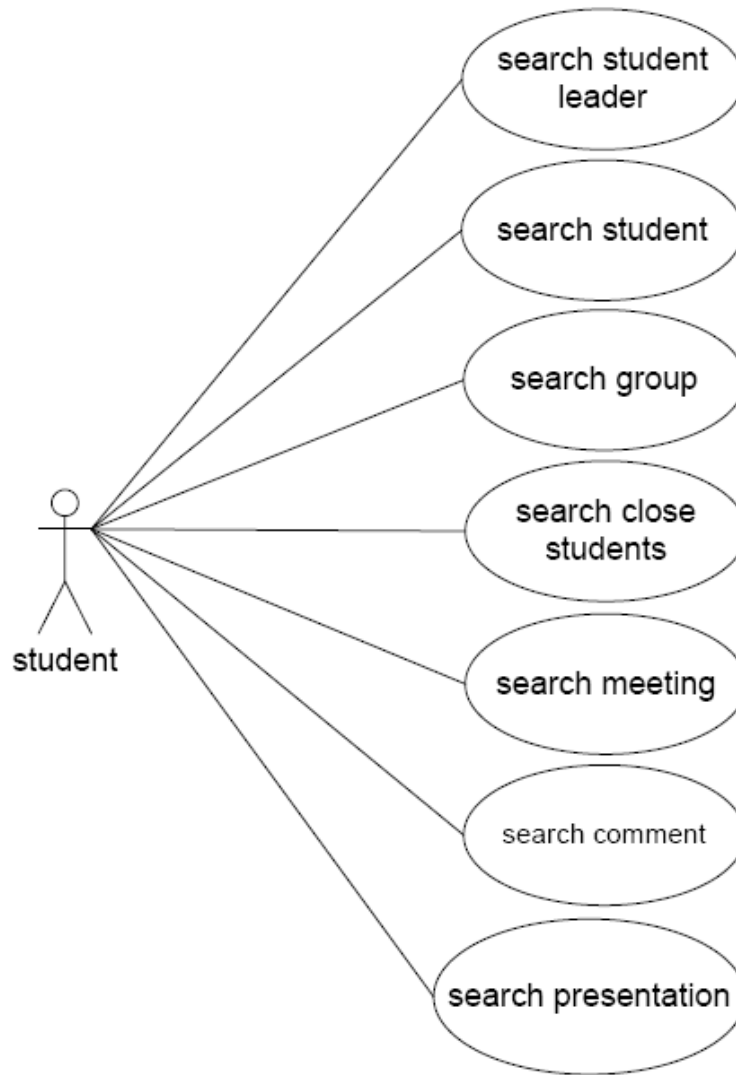 search student
leader
search student
search group
search close
students
student
search meeting
search comment
search presentation